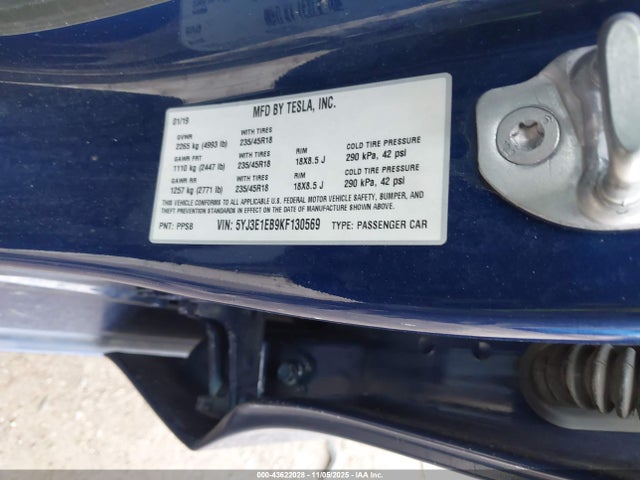 MFD BY TESLA, INC.
01/19
GVWR WITH TIRES
2265 kg (4993 lb) 235/45R18
GAWR FRT WITH TIRES RIM COLD TIRE PRESSURE
1110 kg (2447 lb) 235/45R18 18X8.5 J 290 kPa, 42 psi
GAWR RR WITH TIRES RIM COLD TIRE PRESSURE
1257 kg (2771 lb) 235/45R18 18X8.5 J 290 kPa, 42 psi
THIS VEHICLE CONFORMS TO ALL APPLICABLE U.S. FEDERAL MOTOR VEHICLE SAFETY, BUMPER, AND
THEFT PREVENTION STANDARDS IN EFFECT ON THE DATE OF MANUFACTURE SHOWN ABOVE.
PNT: PPSB VIN: 5YJ3E1EB9KF130569 TYPE: PASSENGER CAR
000-43622028 - 11/05/2025 - COPART